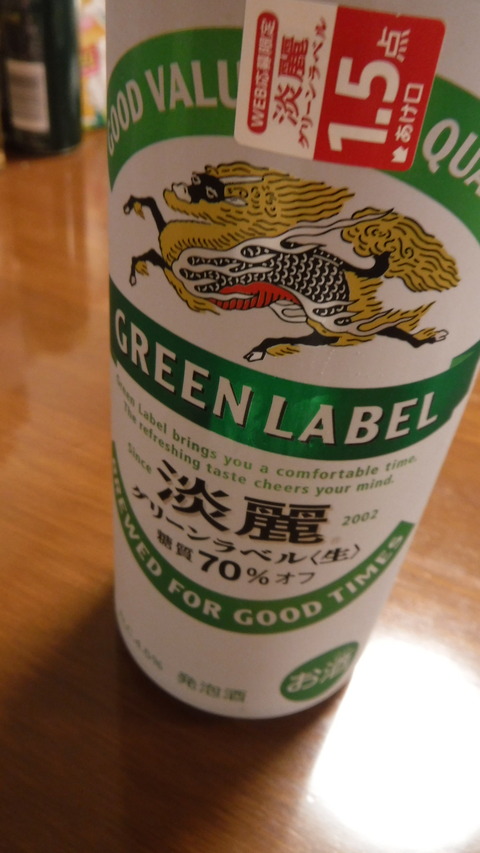 WEB応募限定
淡麗
グリーンラベル
1.5点
あけ口
GOOD VALU
QUA
GREEN LABEL
Green Label brings you a comfortable time.
The refreshing taste cheers your mind.
Since 2002
淡麗
グリーンラベル〈生〉
糖質70%オフ
BREWED FOR GOOD TIMES
発泡酒
お酒